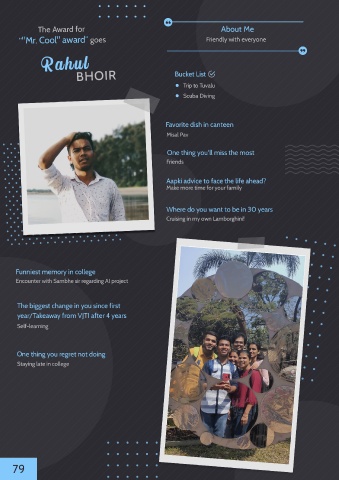 The Award for
"“Mr. Cool” award" goes
Rahul
BHOIR
About Me
Friendly with everyone
Bucket List
Trip to Tuvalu
Scuba Diving
Favorite dish in canteen
Misal Pav
One thing you'll miss the most
Friends
Aapki advice to face the life ahead?
Make more time for your family
Where do you want to be in 30 years
Cruising in my own Lamborghini!
Funniest memory in college
Encounter with Sambhe sir regarding AI project
The biggest change in you since first
year/Takeaway from VJTI after 4 years
Self-learning
One thing you regret not doing
Staying late in college
79